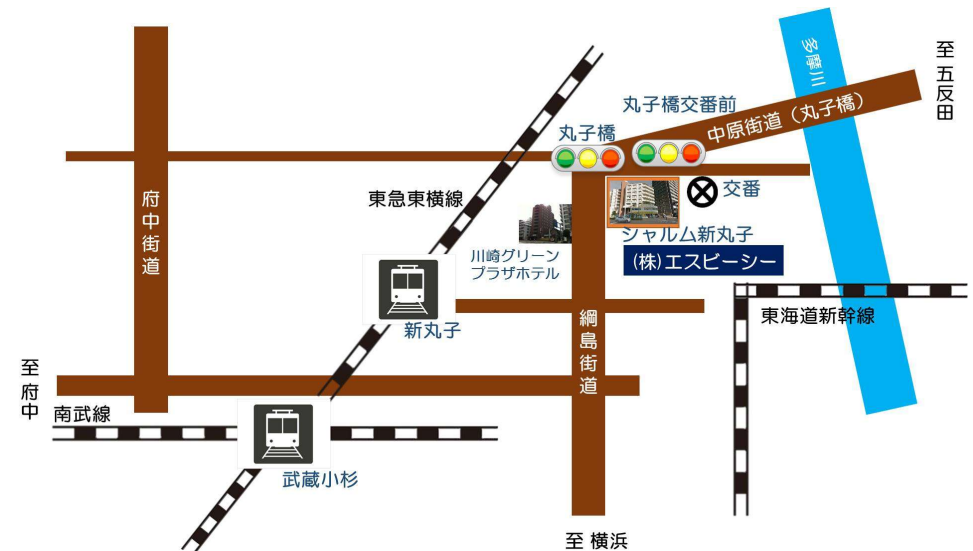 多摩川
至 五反田
丸子橋交番前
中原街道（丸子橋）
丸子橋
府中街道
東急東横線
交番
シャルム新丸子
(株)エスビーシー
川崎グリーン
プラザホテル
新丸子
綱島街道
東海道新幹線
至 府中
南武線
武蔵小杉
至 横浜